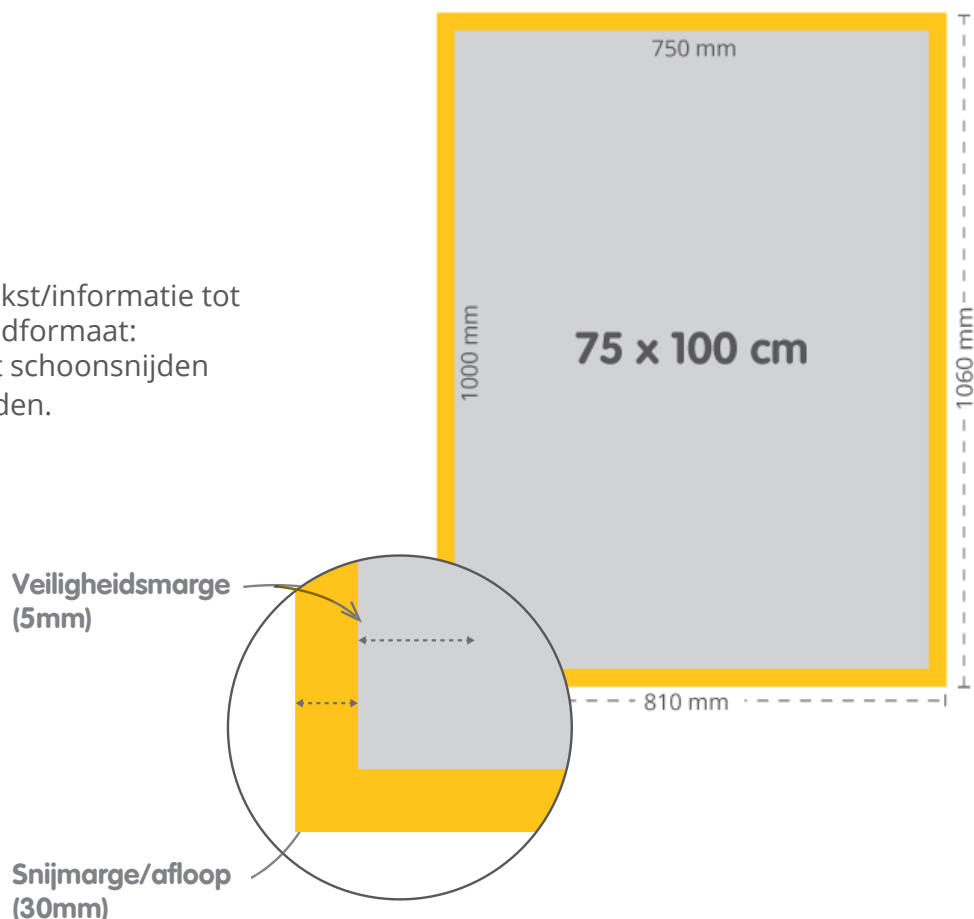 750 mm
kst/informatie tot
dformaat:
t schoonsnijden
den.
1000 mm
75 x 100 cm
1060 mm
Veiligheidsmarge
(5mm)
810 mm
Snijmarge/afloop
(30mm)